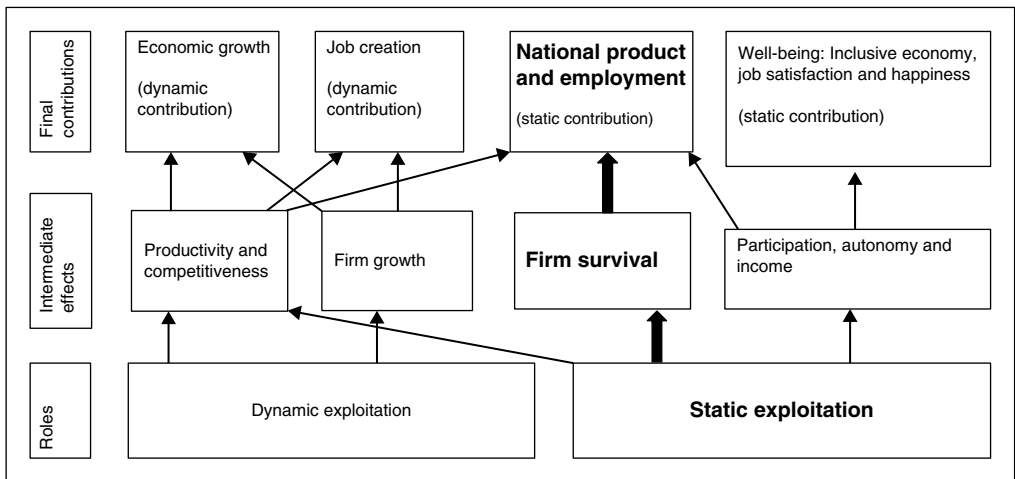 Final
contributions
Economic growth
(dynamic
contribution)
Job creation
(dynamic
contribution)
National product
and employment
(static contribution)
Well-being: Inclusive economy,
job satisfaction and happiness
(static contribution)
Intermediate
effects
Productivity and
competitiveness
Firm growth
Firm survival
Participation, autonomy and
income
Roles
Dynamic exploitation
Static exploitation